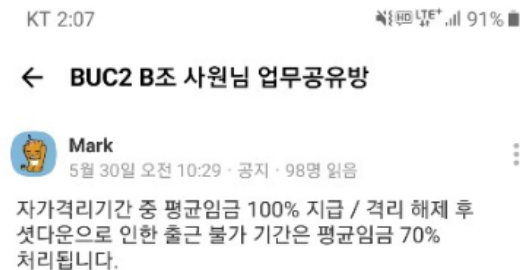 KT 2:07 HD LTE+ 91%
← BUC2 B조 사원님 업무공유방
Mark
5월 30일 오전 10:29 · 공지 · 98명 읽음
자가격리기간 중 평균임금 100% 지급 / 격리 해제 후
셧다운으로 인한 출근 불가 기간은 평균임금 70%
처리됩니다.